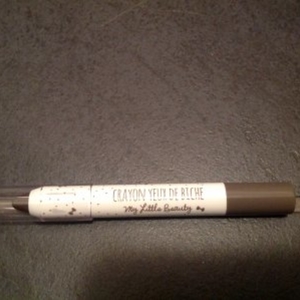 CRAYON YEUX DE BICHE
My Little Beauty